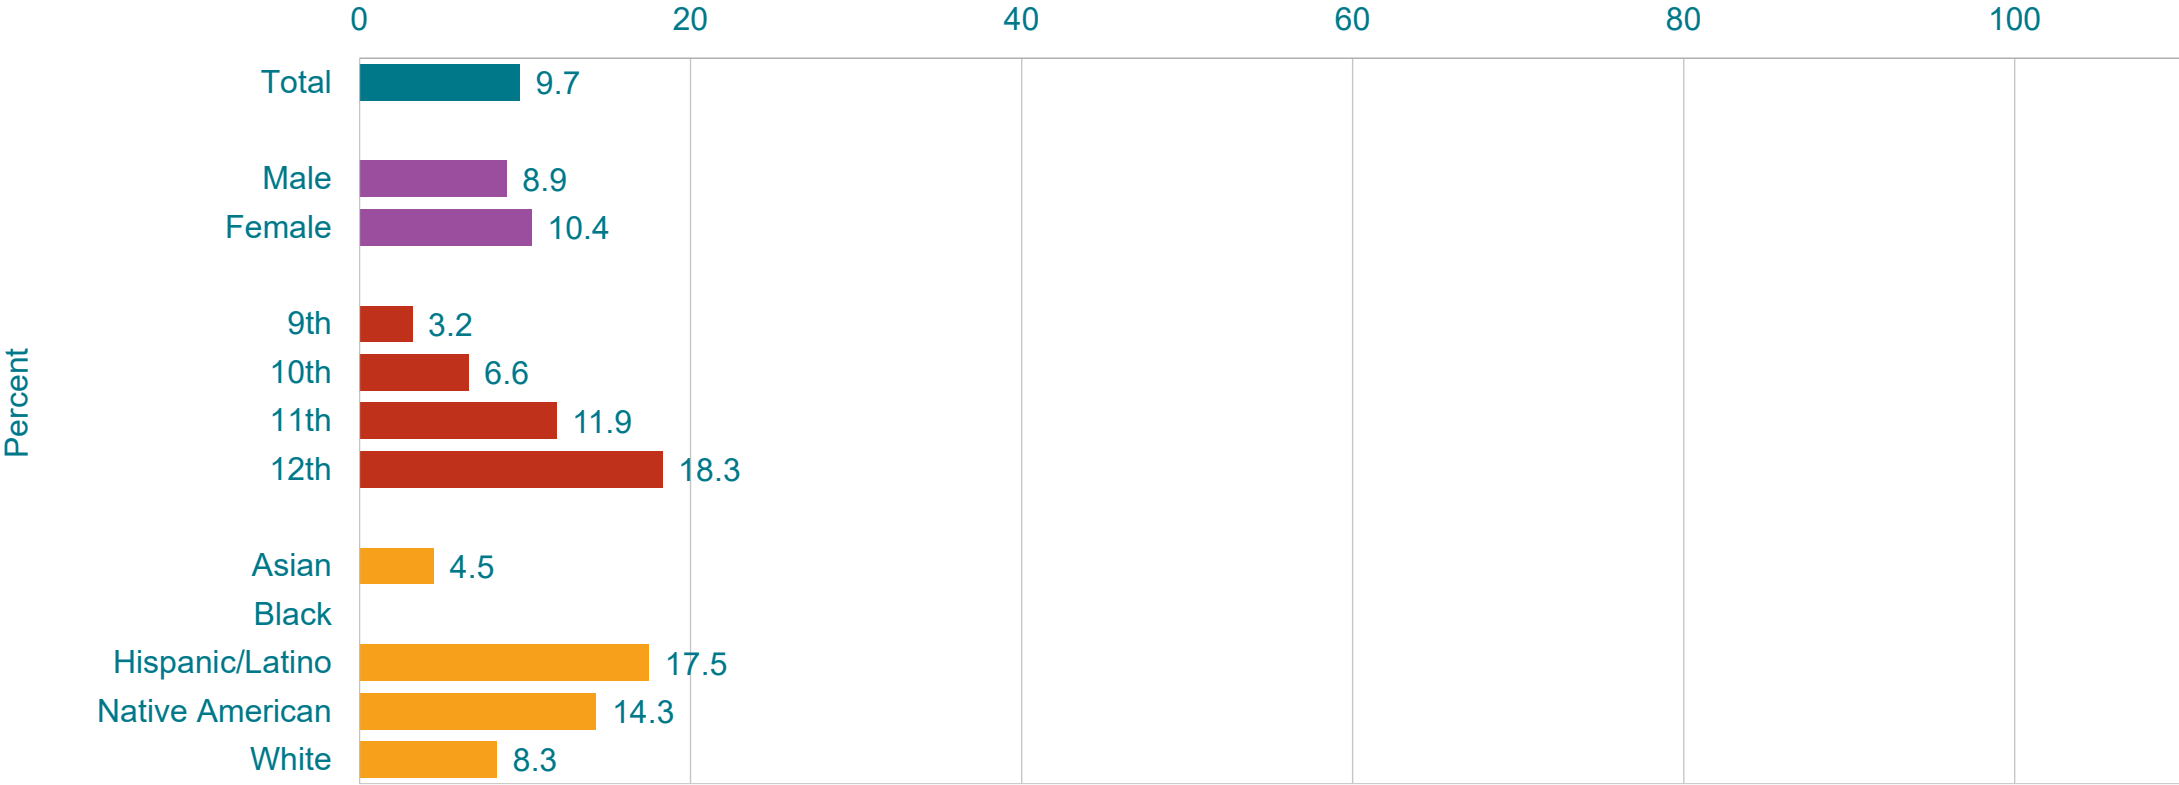 0 20 40 60 80 100
Total 9.7
Male 8.9
Female 10.4
9th 3.2
10th 6.6
11th 11.9
12th 18.3
Asian 4.5
Black
Hispanic/Latino 17.5
Native American 14.3
White 8.3
Percent